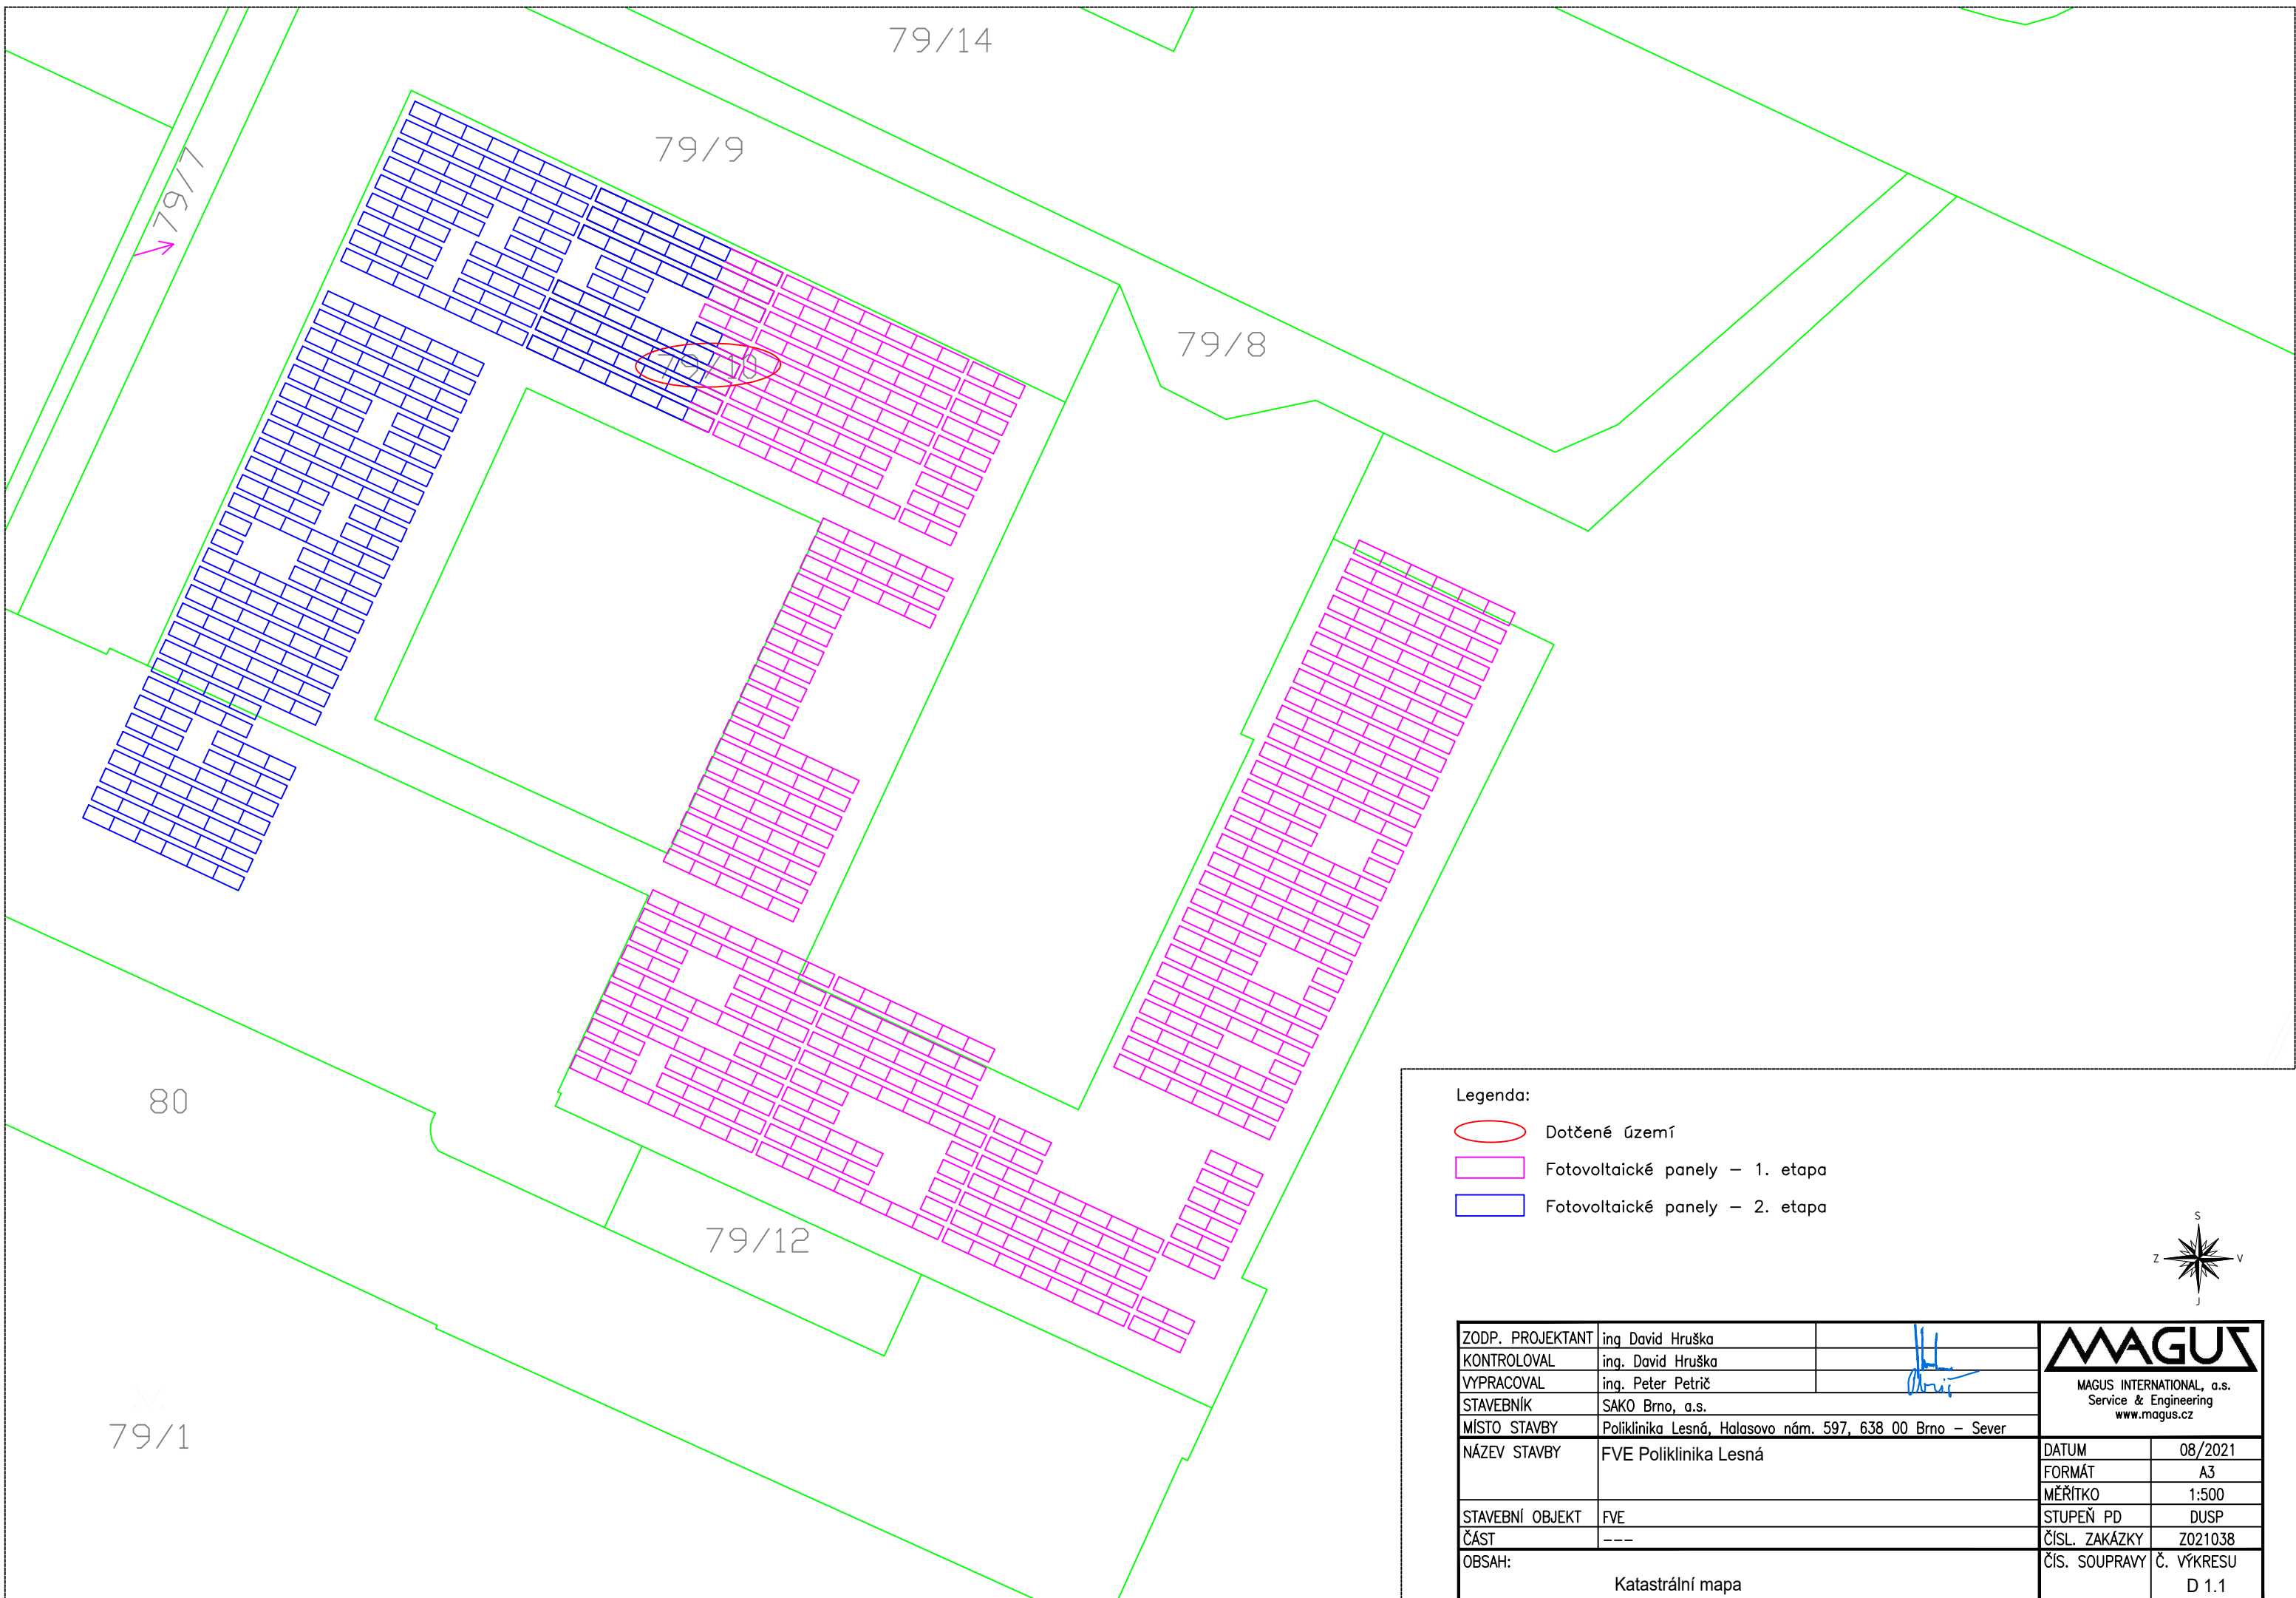 79/14
79/9
79/7
79/8
79/10
80
79/12
79/1
Legenda:
Dotčené území
Fotovoltaické panely – 1. etapa
Fotovoltaické panely – 2. etapa
S
Z V
J
ZODP. PROJEKTANT ing David Hruška
KONTROLOVAL ing. David Hruška
VYPRACOVAL ing. Peter Petrič
STAVEBNÍK SAKO Brno, a.s.
MÍSTO STAVBY Poliklinika Lesná, Halasovo nám. 597, 638 00 Brno – Sever
MAGUS
MAGUS INTERNATIONAL, a.s.
Service & Engineering
www.magus.cz
NÁZEV STAVBY FVE Poliklinika Lesná
DATUM 08/2021
FORMÁT A3
MĚŘÍTKO 1:500
STAVEBNÍ OBJEKT FVE
STUPEŇ PD DUSP
ČÁST ---
ČÍSL. ZAKÁZKY Z021038
OBSAH:
Katastrální mapa
ČÍS. SOUPRAVY Č. VÝKRESU
D 1.1